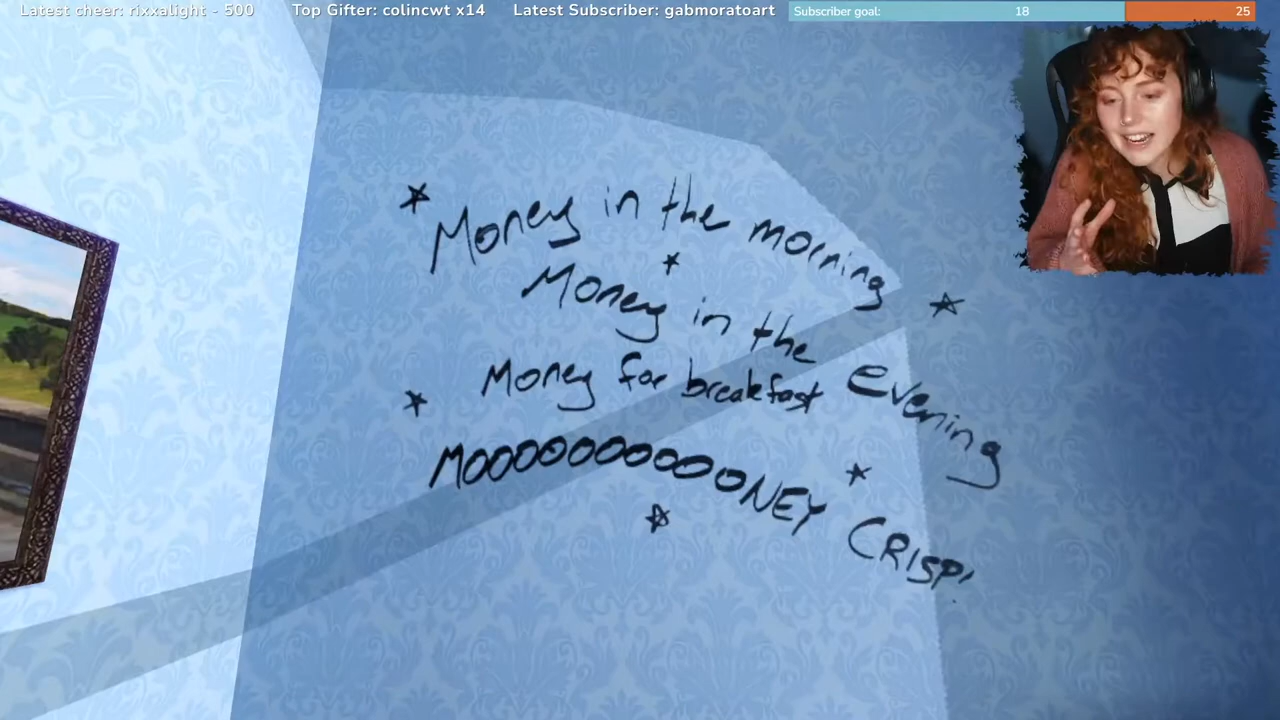 Latest cheer: rixxalight - 500 Top Gifter: colincwt x14 Latest Subscriber: gabmoratoart Subscriber goal: 18 25
Money in the morning
Money in the Evening
Money for breakfast
MOOOOOOOOOOONEY CRISP!